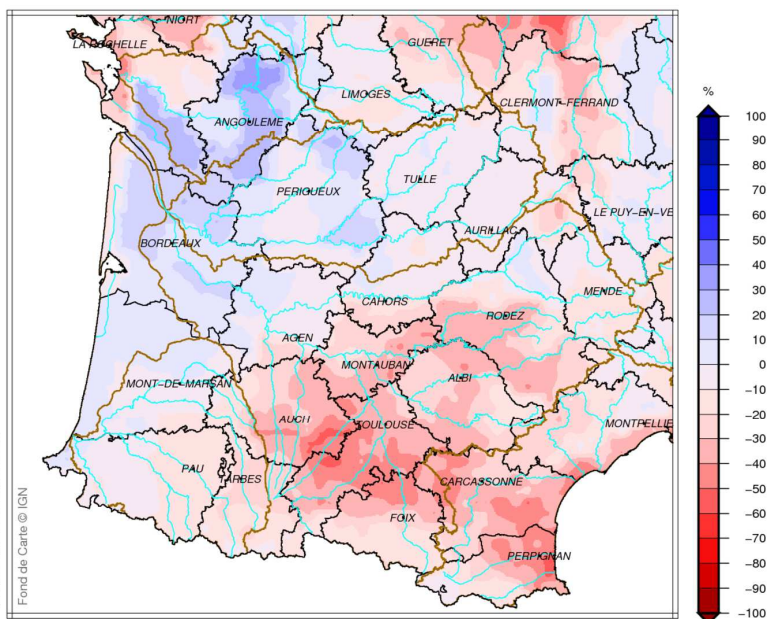 NIORT
LA ROCHELLE
GUERET
LIMOGES
CLERMONT-FERRAND
ANGOULEME
PERIGUEUX
TULLE
LE PUY-EN-VE
AURILLAC
BORDEAUX
MENDE
CAHORS
RODEZ
AGEN
MONTAUBAN
ALBI
MONT-DE-MARSAN
AUCH
TOULOUSE
MONTPELLIE
PAU
TARBES
CARCASSONNE
FOIX
PERPIGNAN
Fond de Carte © IGN
%
100
90
80
70
60
50
40
30
20
10
0
-10
-20
-30
-40
-50
-60
-70
-80
-90
-100